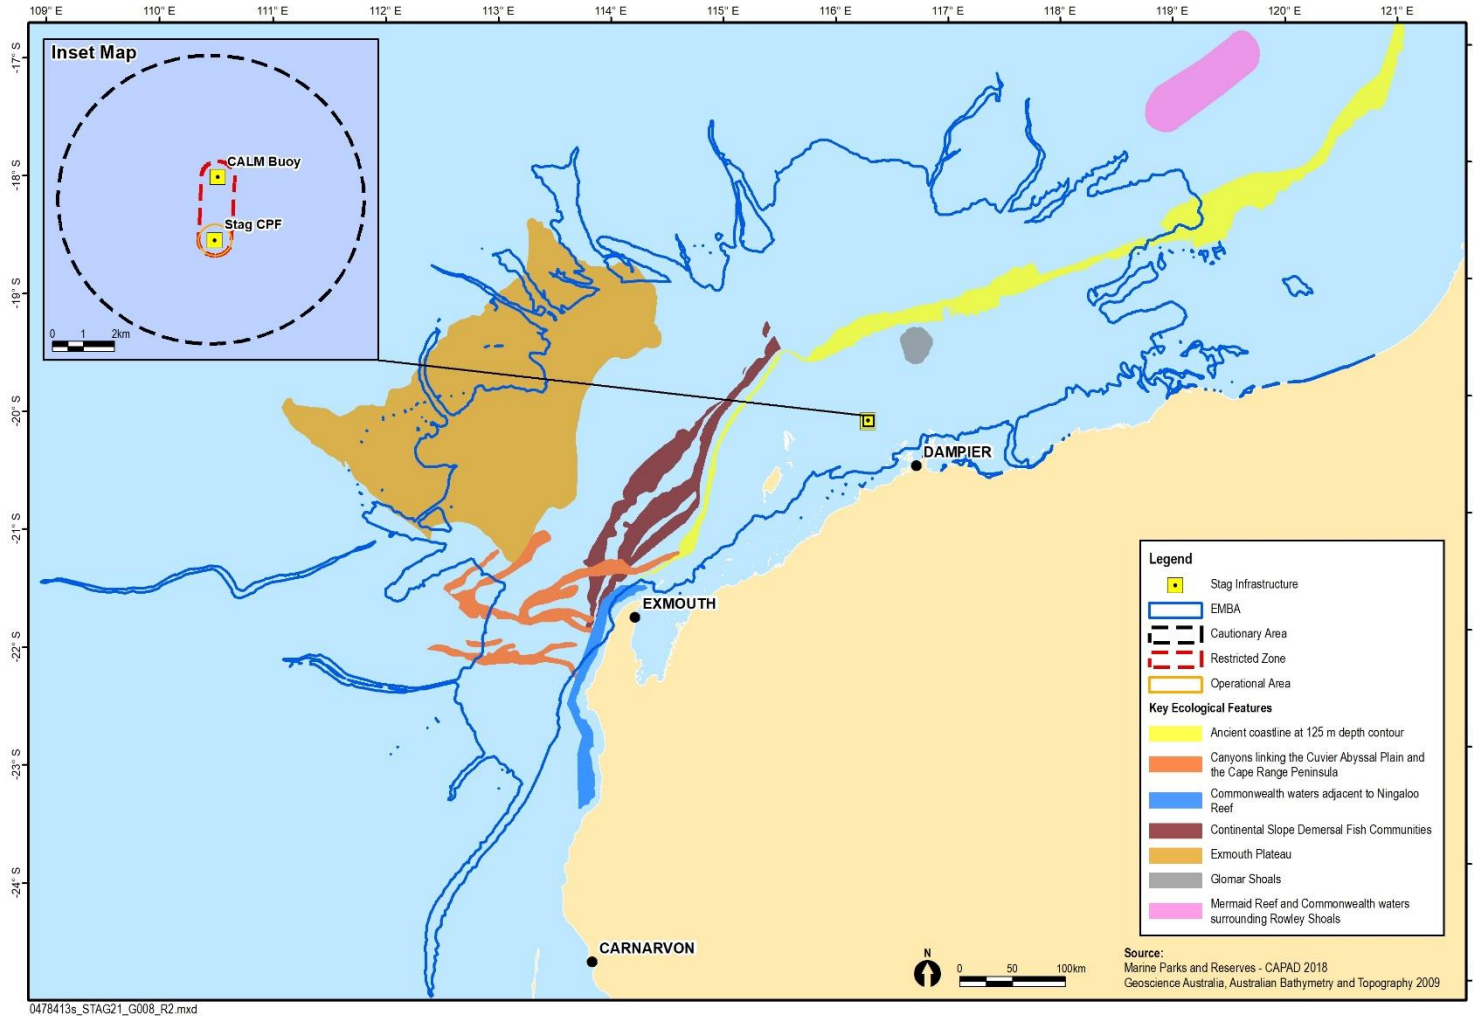 109° E 110° E 111° E 112° E 113° E 114° E 115° E 116° E 117° E 118° E 119° E 120° E 121° E
Inset Map
CALM Buoy
Stag CPF
0 1 2km
-17° S
-18° S
-19° S
-20° S
-21° S
-22° S
-23° S
-24° S
DAMPIER
EXMOUTH
CARNARVON
Legend
Stag Infrastructure
EMBA
Cautionary Area
Restricted Zone
Operational Area
Key Ecological Features
Ancient coastline at 125 m depth contour
Canyons linking the Cuvier Abyssal Plain and
the Cape Range Peninsula
Commonwealth waters adjacent to Ningaloo
Reef
Continental Slope Demersal Fish Communities
Exmouth Plateau
Glomar Shoals
Mermaid Reef and Commonwealth waters
surrounding Rowley Shoals
N
0 50 100km
Source:
Marine Parks and Reserves - CAPAD 2018
Geoscience Australia, Australian Bathymetry and Topography 2009
0478413s_STAG21_G008_R2.mxd